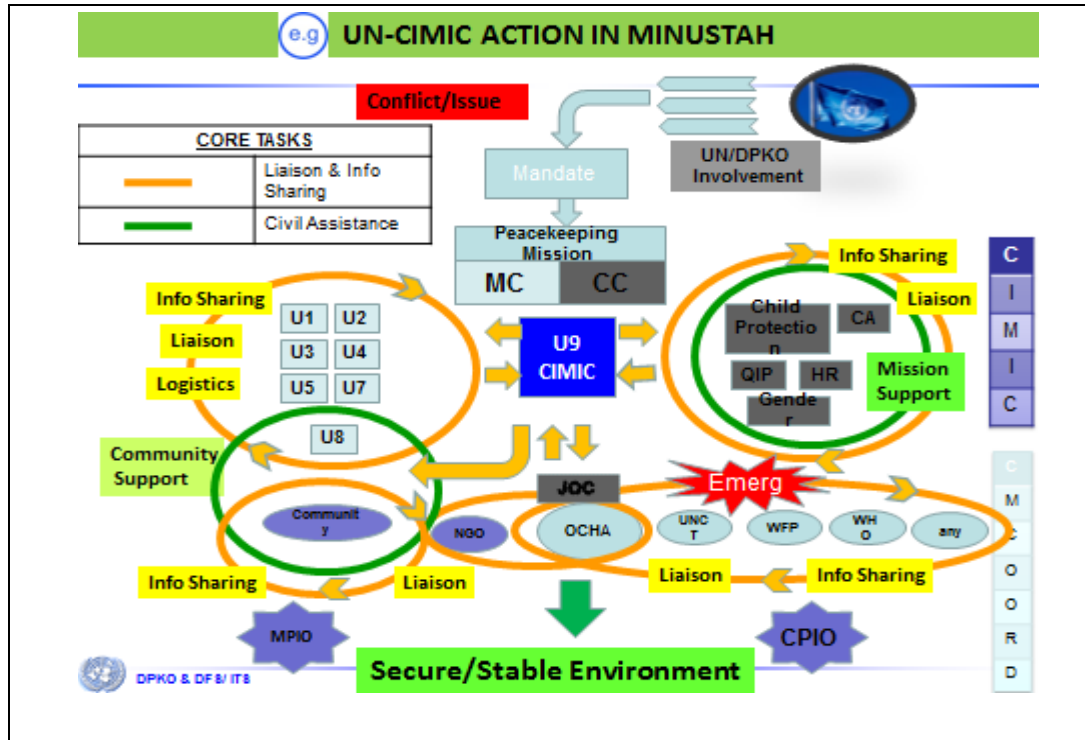 e.g
UN-CIMIC ACTION IN MINUSTAH
Conflict/Issue
CORE TASKS
Liaison & Info
Sharing
Civil Assistance
Mandate
UN/DPKO
Involvement
Peacekeeping
Mission
MC
CC
Info Sharing
Liaison
Logistics
U1
U2
U3
U4
U5
U7
U8
U9
CIMIC
Info Sharing
Liaison
Child
Protectio
n
CA
QIP
HR
Gende
r
Mission
Support
C
I
M
I
C
Community
Support
Communit
y
JOC
Emerg
NGO
OCHA
UNC
T
WFP
WH
O
any
Info Sharing
Liaison
Liaison
Info Sharing
C
M
C
O
O
R
D
MPIO
CPIO
Secure/Stable Environment
DPKO & DFS/ ITS